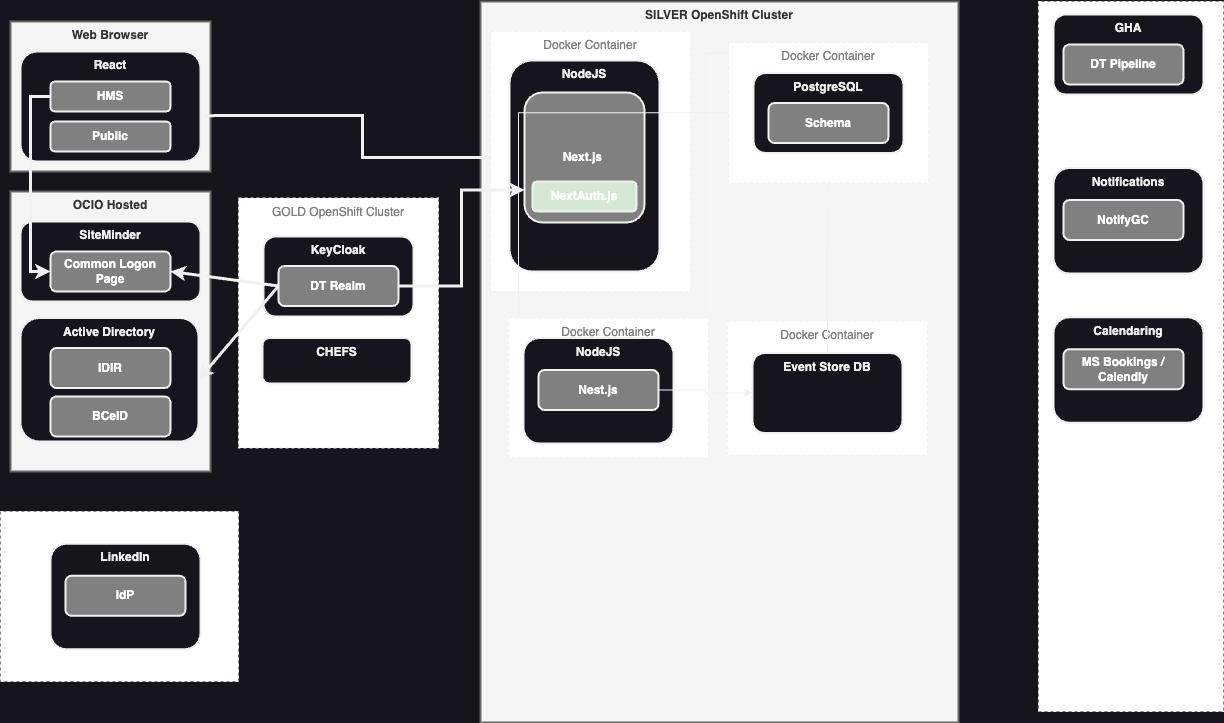 Web Browser
React
HMS
Public
OCIO Hosted
SiteMinder
Common Logon
Page
Active Directory
IDIR
BCeID
LinkedIn
IdP
GOLD OpenShift Cluster
KeyCloak
DT Realm
CHEFS
SILVER OpenShift Cluster
Docker Container
NodeJS
Next.js
NextAuth.js
Docker Container
PostgreSQL
Schema
Docker Container
NodeJS
Nest.js
Docker Container
Event Store DB
GHA
DT Pipeline
Notifications
NotifyGC
Calendaring
MS Bookings /
Calendly